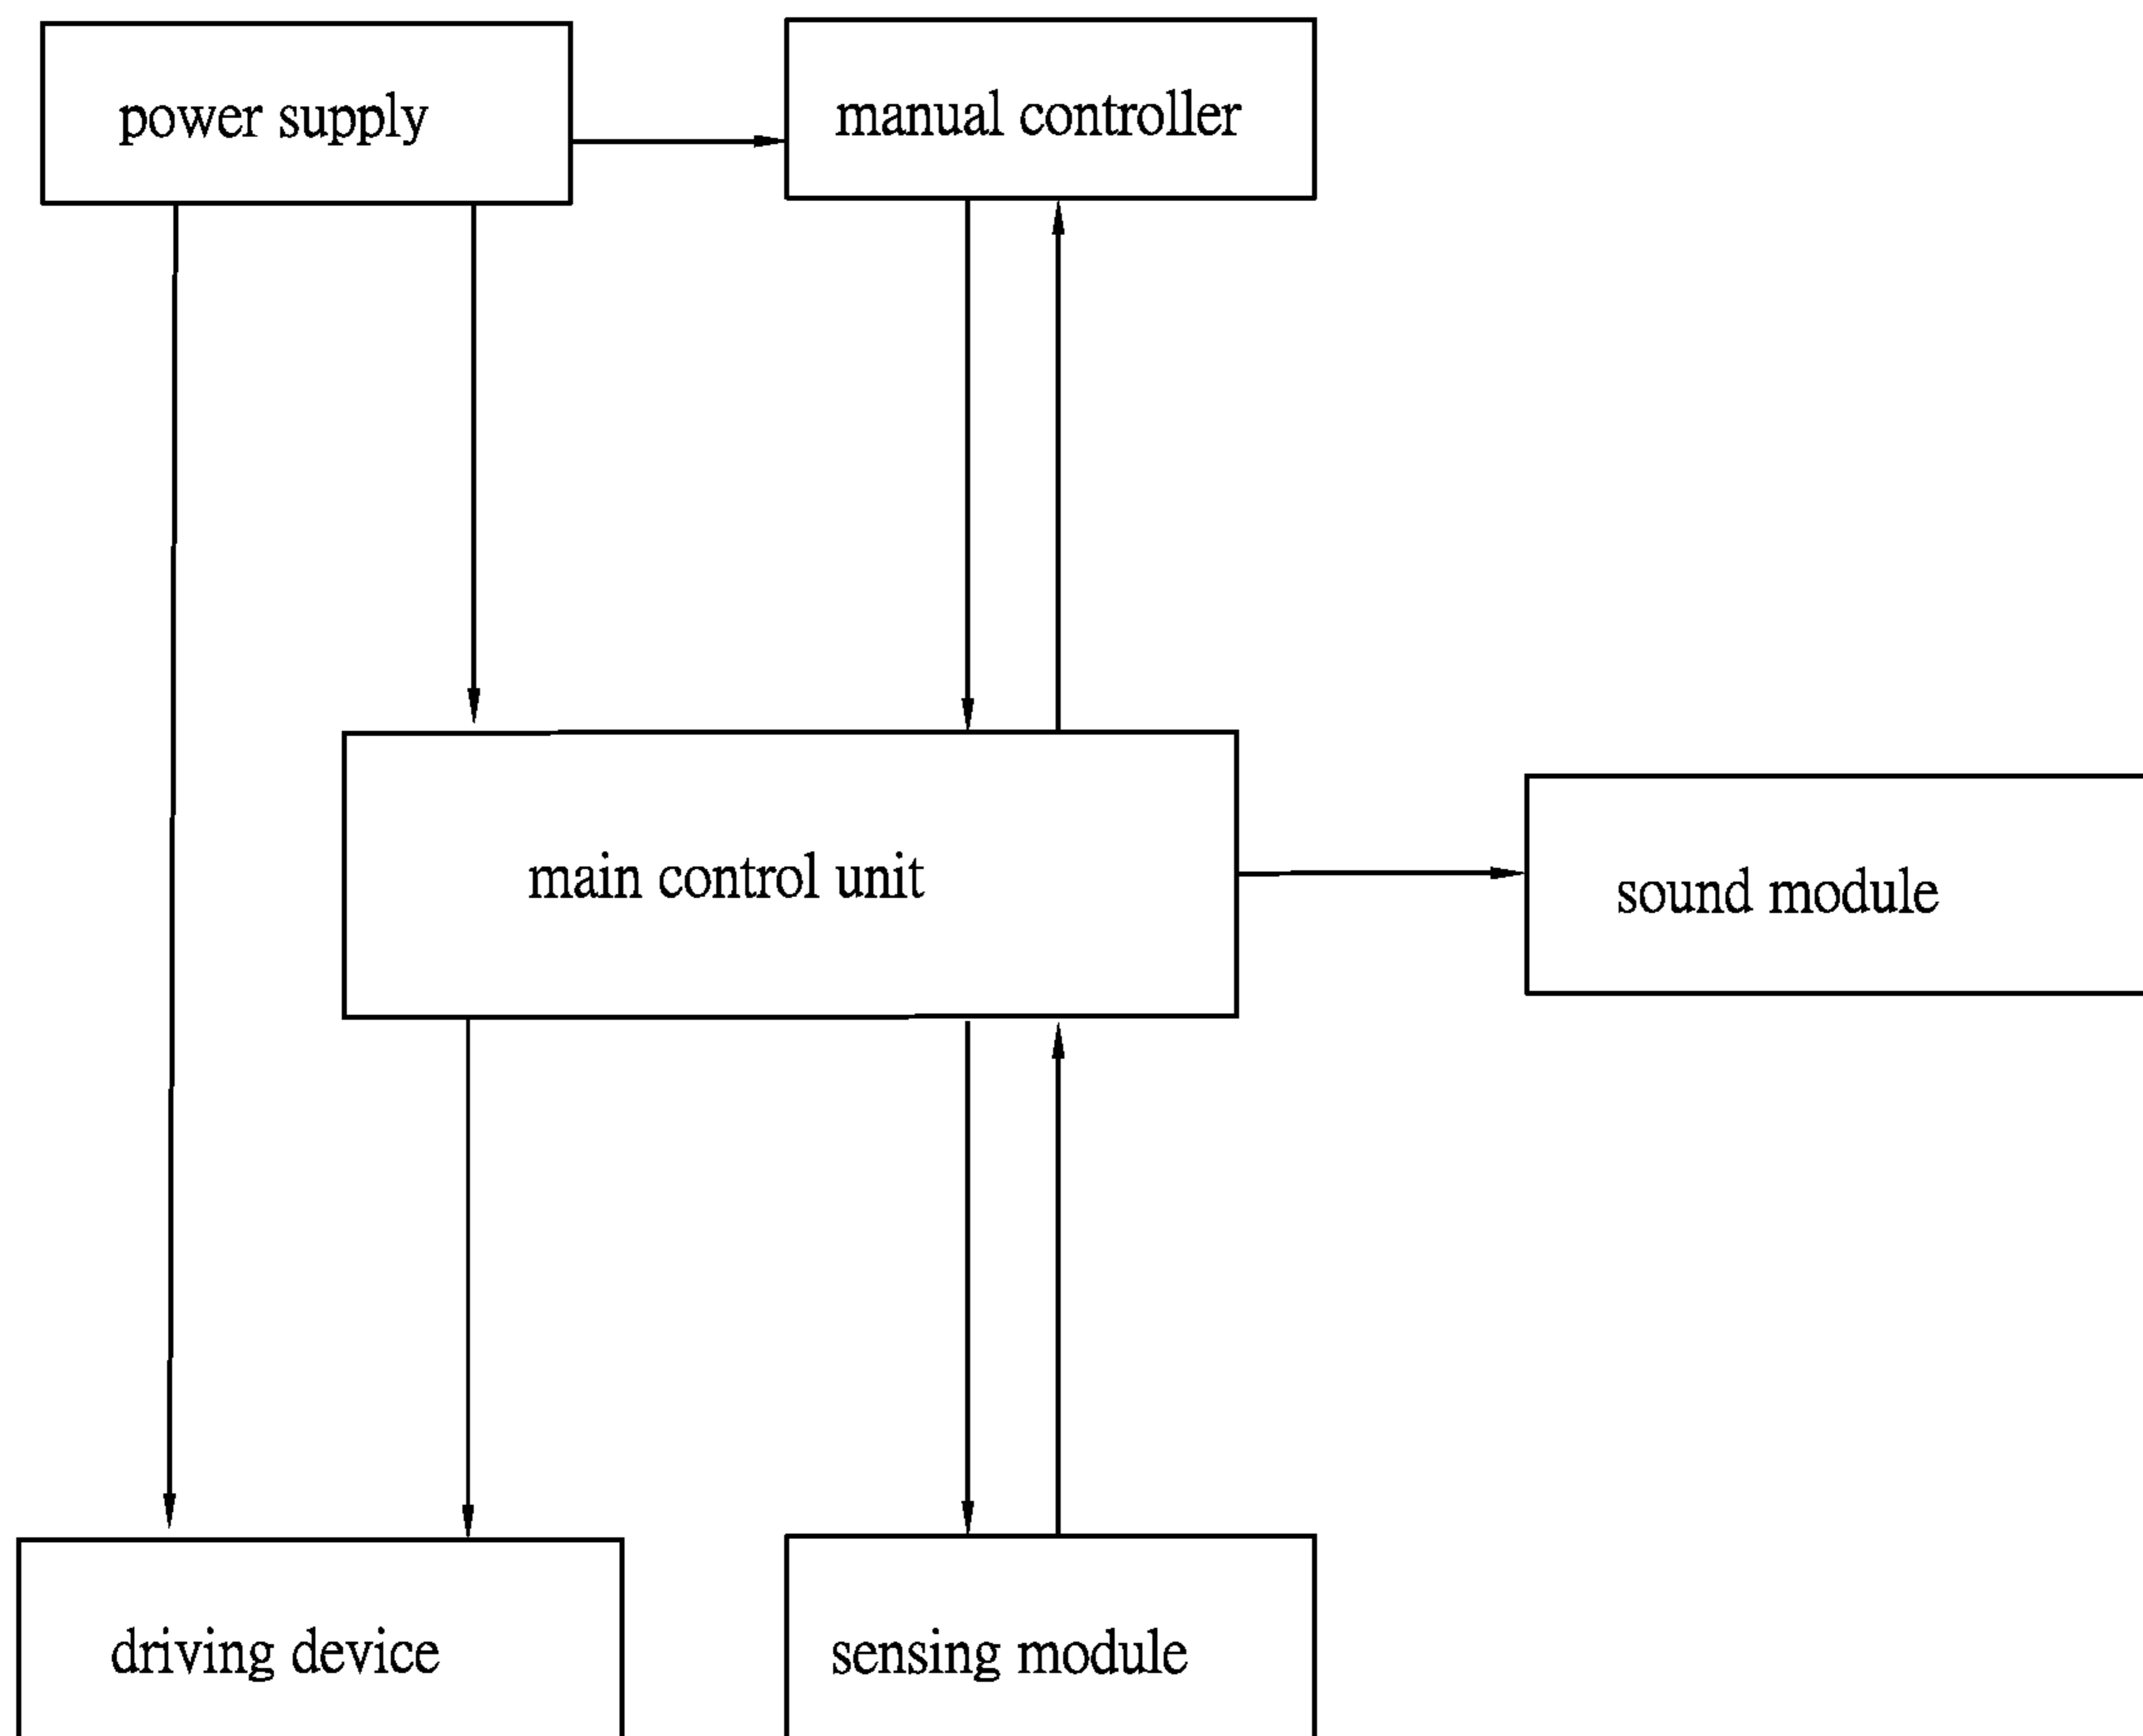 power supply
manual controller
main control unit
sound module
driving device
sensing module